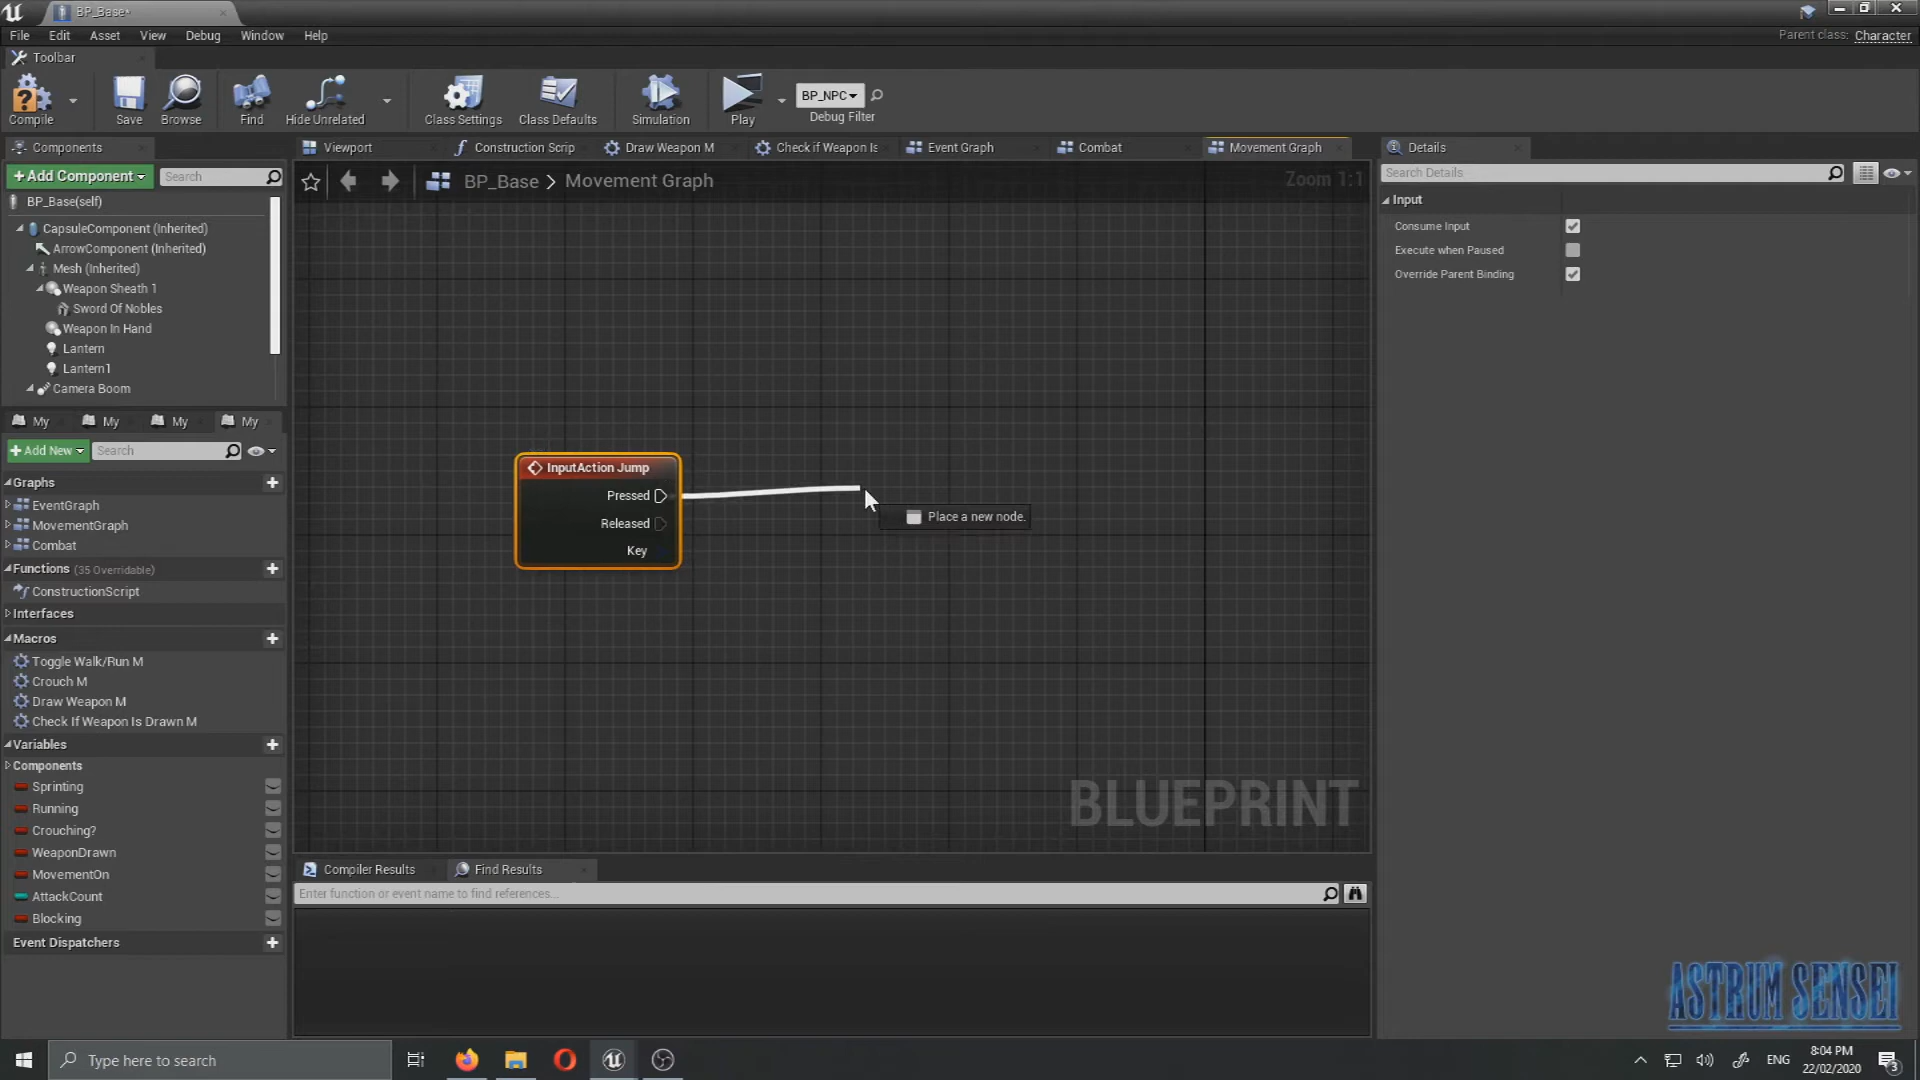 BP_Base*
File Edit Asset View Debug Window Help
Parent class: Character
Toolbar
Compile Save Browse Find Hide Unrelated Class Settings Class Defaults Simulation Play
BP_NPC
Debug Filter
Components
Viewport Construction Scrip Draw Weapon M Check if Weapon Is Event Graph Combat Movement Graph
Details
+Add Component Search
BP_Base > Movement Graph
Zoom 1:1
Search Details
BP_Base(self)
Input
CapsuleComponent (Inherited)
Consume Input
ArrowComponent (Inherited)
Execute when Paused
Mesh (Inherited)
Override Parent Binding
Weapon Sheath 1
Sword Of Nobles
Weapon In Hand
Lantern
Lantern1
Camera Boom
My My My My
+Add New Search
InputAction Jump
Pressed
Released
Key
Place a new node.
Graphs
EventGraph
MovementGraph
Combat
Functions (35 Overridable)
ConstructionScript
Interfaces
Macros
Toggle Walk/Run M
Crouch M
Draw Weapon M
Check If Weapon Is Drawn M
Variables
Components
Sprinting
Running
Crouching?
WeaponDrawn
MovementOn
AttackCount
Blocking
Event Dispatchers
BLUEPRINT
Compiler Results Find Results
Enter function or event name to find references...
ASTRUM SENSEI
Type here to search
ENG
8:04 PM
22/02/2020
3